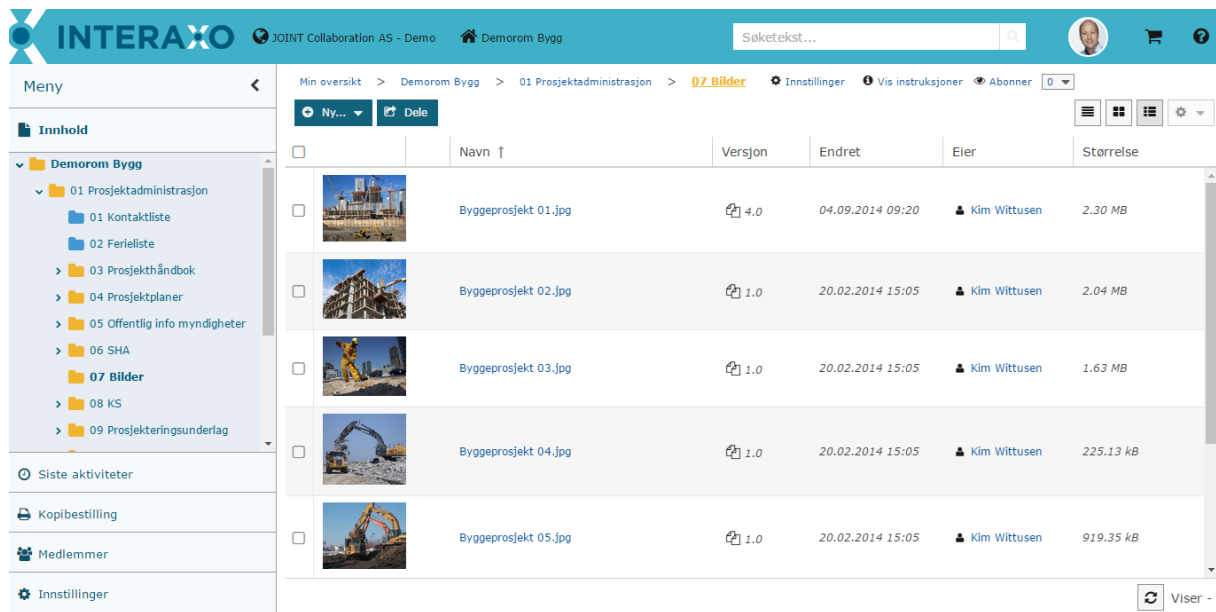 INTERAXO JOINT Collaboration AS - Demo Demorom Bygg Søketekst...
Meny
Min oversikt > Demorom Bygg > 01 Prosjektadministrasjon > 07 Bilder Innstillinger Vis instruksjoner Abonner 0
Ny... Dele
Innhold
Demorom Bygg
01 Prosjektadministrasjon
01 Kontaktliste
02 Ferieliste
03 Prosjekthåndbok
04 Prosjektplaner
05 Offentlig info myndigheter
06 SHA
07 Bilder
08 KS
09 Prosjekteringsunderlag
Siste aktiviteter
Kopibestilling
Medlemmer
Innstillinger
Navn ↑ Versjon Endret Eier Størrelse
Byggeprosjekt 01.jpg 4.0 04.09.2014 09:20 Kim Wittusen 2.30 MB
Byggeprosjekt 02.jpg 1.0 20.02.2014 15:05 Kim Wittusen 2.04 MB
Byggeprosjekt 03.jpg 1.0 20.02.2014 15:05 Kim Wittusen 1.63 MB
Byggeprosjekt 04.jpg 1.0 20.02.2014 15:05 Kim Wittusen 225.13 kB
Byggeprosjekt 05.jpg 1.0 20.02.2014 15:05 Kim Wittusen 919.35 kB
Viser -